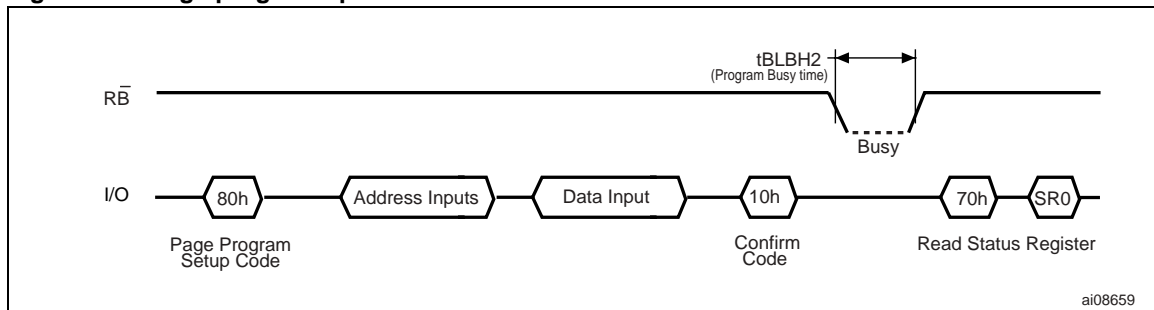 tBLBH2
(Program Busy time)
RB̅
Busy
I/O
80h
Address Inputs
Data Input
10h
70h
SR0
Page Program
Setup Code
Confirm
Code
Read Status Register
ai08659